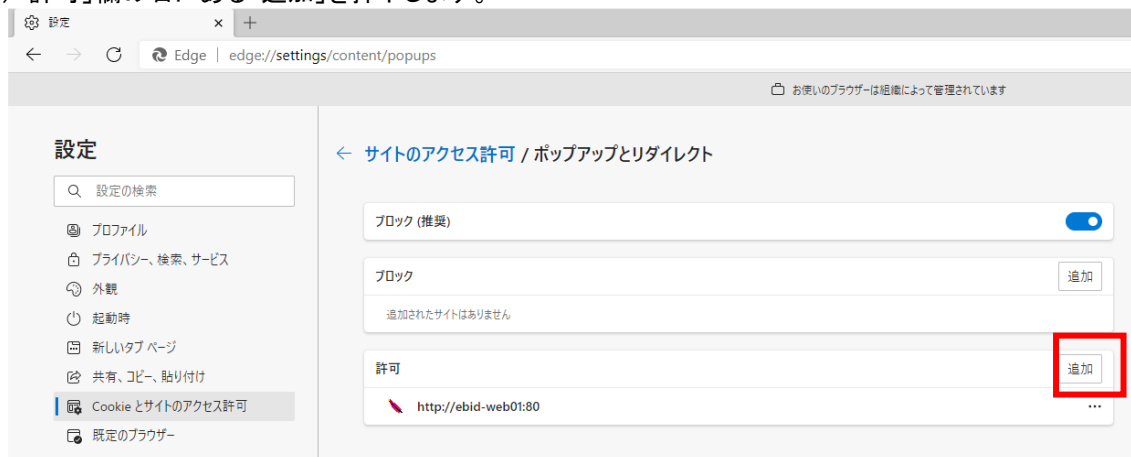 許可」欄の右にある「追加」を押下します。
設定
Edge | edge://settings/content/popups
お使いのブラウザーは組織によって管理されています
設定
サイトのアクセス許可 / ポップアップとリダイレクト
設定の検索
ブロック (推奨)
プロファイル
プライバシー、検索、サービス
ブロック
追加
外観
追加されたサイトはありません
起動時
新しいタブ ページ
許可
追加
共有、コピー、貼り付け
http://ebid-web01:80
Cookie とサイトのアクセス許可
既定のブラウザー